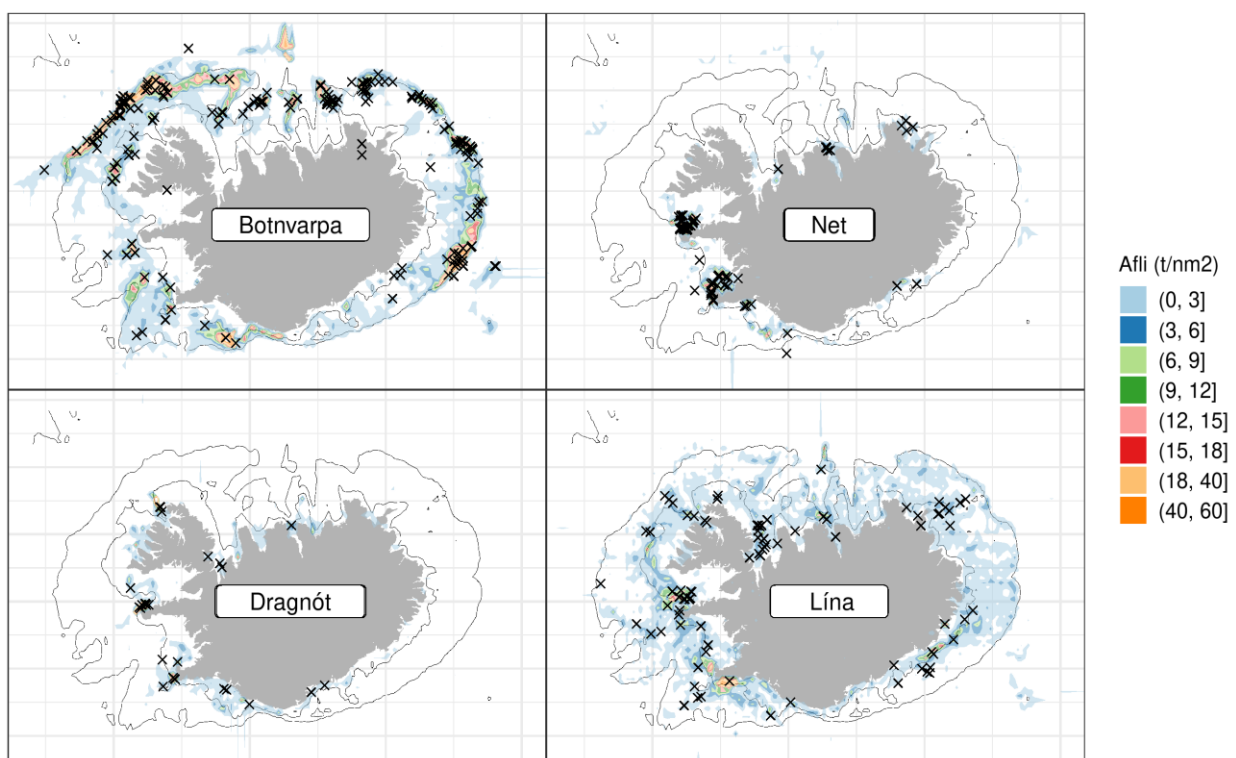 Botnvarpa
Net
Dragnót
Lína
Afli (t/nm2)
(0, 3]
(3, 6]
(6, 9]
(9, 12]
(12, 15]
(15, 18]
(18, 40]
(40, 60]